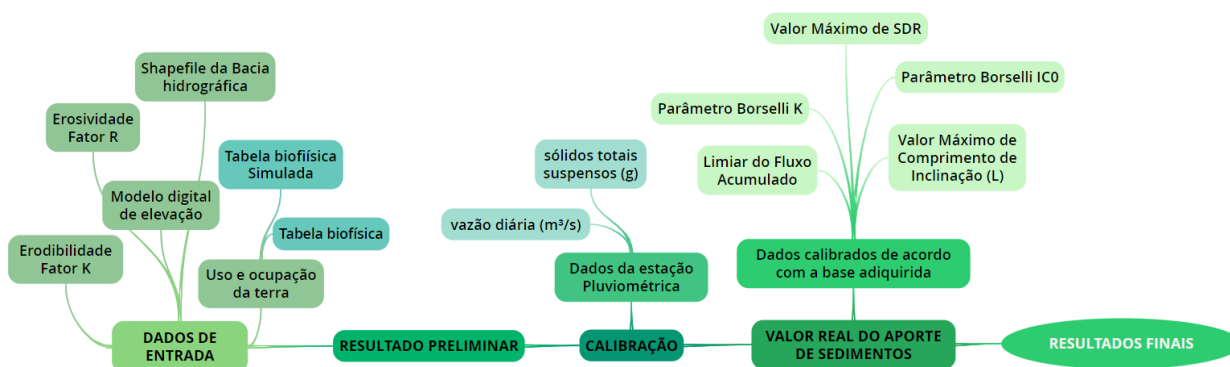 Shapefile da Bacia
hidrográfica
Erosividade
Fator R
Tabela biofiísica
Simulada
Modelo digital
de elevação
Tabela biofísica
Erodibilidade
Fator K
Uso e ocupação
da terra
DADOS DE
ENTRADA
RESULTADO PRELIMINAR
sólidos totais
suspensos (g)
vazão diária (m³/s)
Dados da estação
Pluviométrica
CALIBRAÇÃO
Valor Máximo de SDR
Parâmetro Borselli IC0
Parâmetro Borselli K
Valor Máximo de
Comprimento de
Inclinação (L)
Limiar do Fluxo
Acumulado
Dados calibrados de acordo
com a base adiquirida
VALOR REAL DO APORTE
DE SEDIMENTOS
RESULTADOS FINAIS